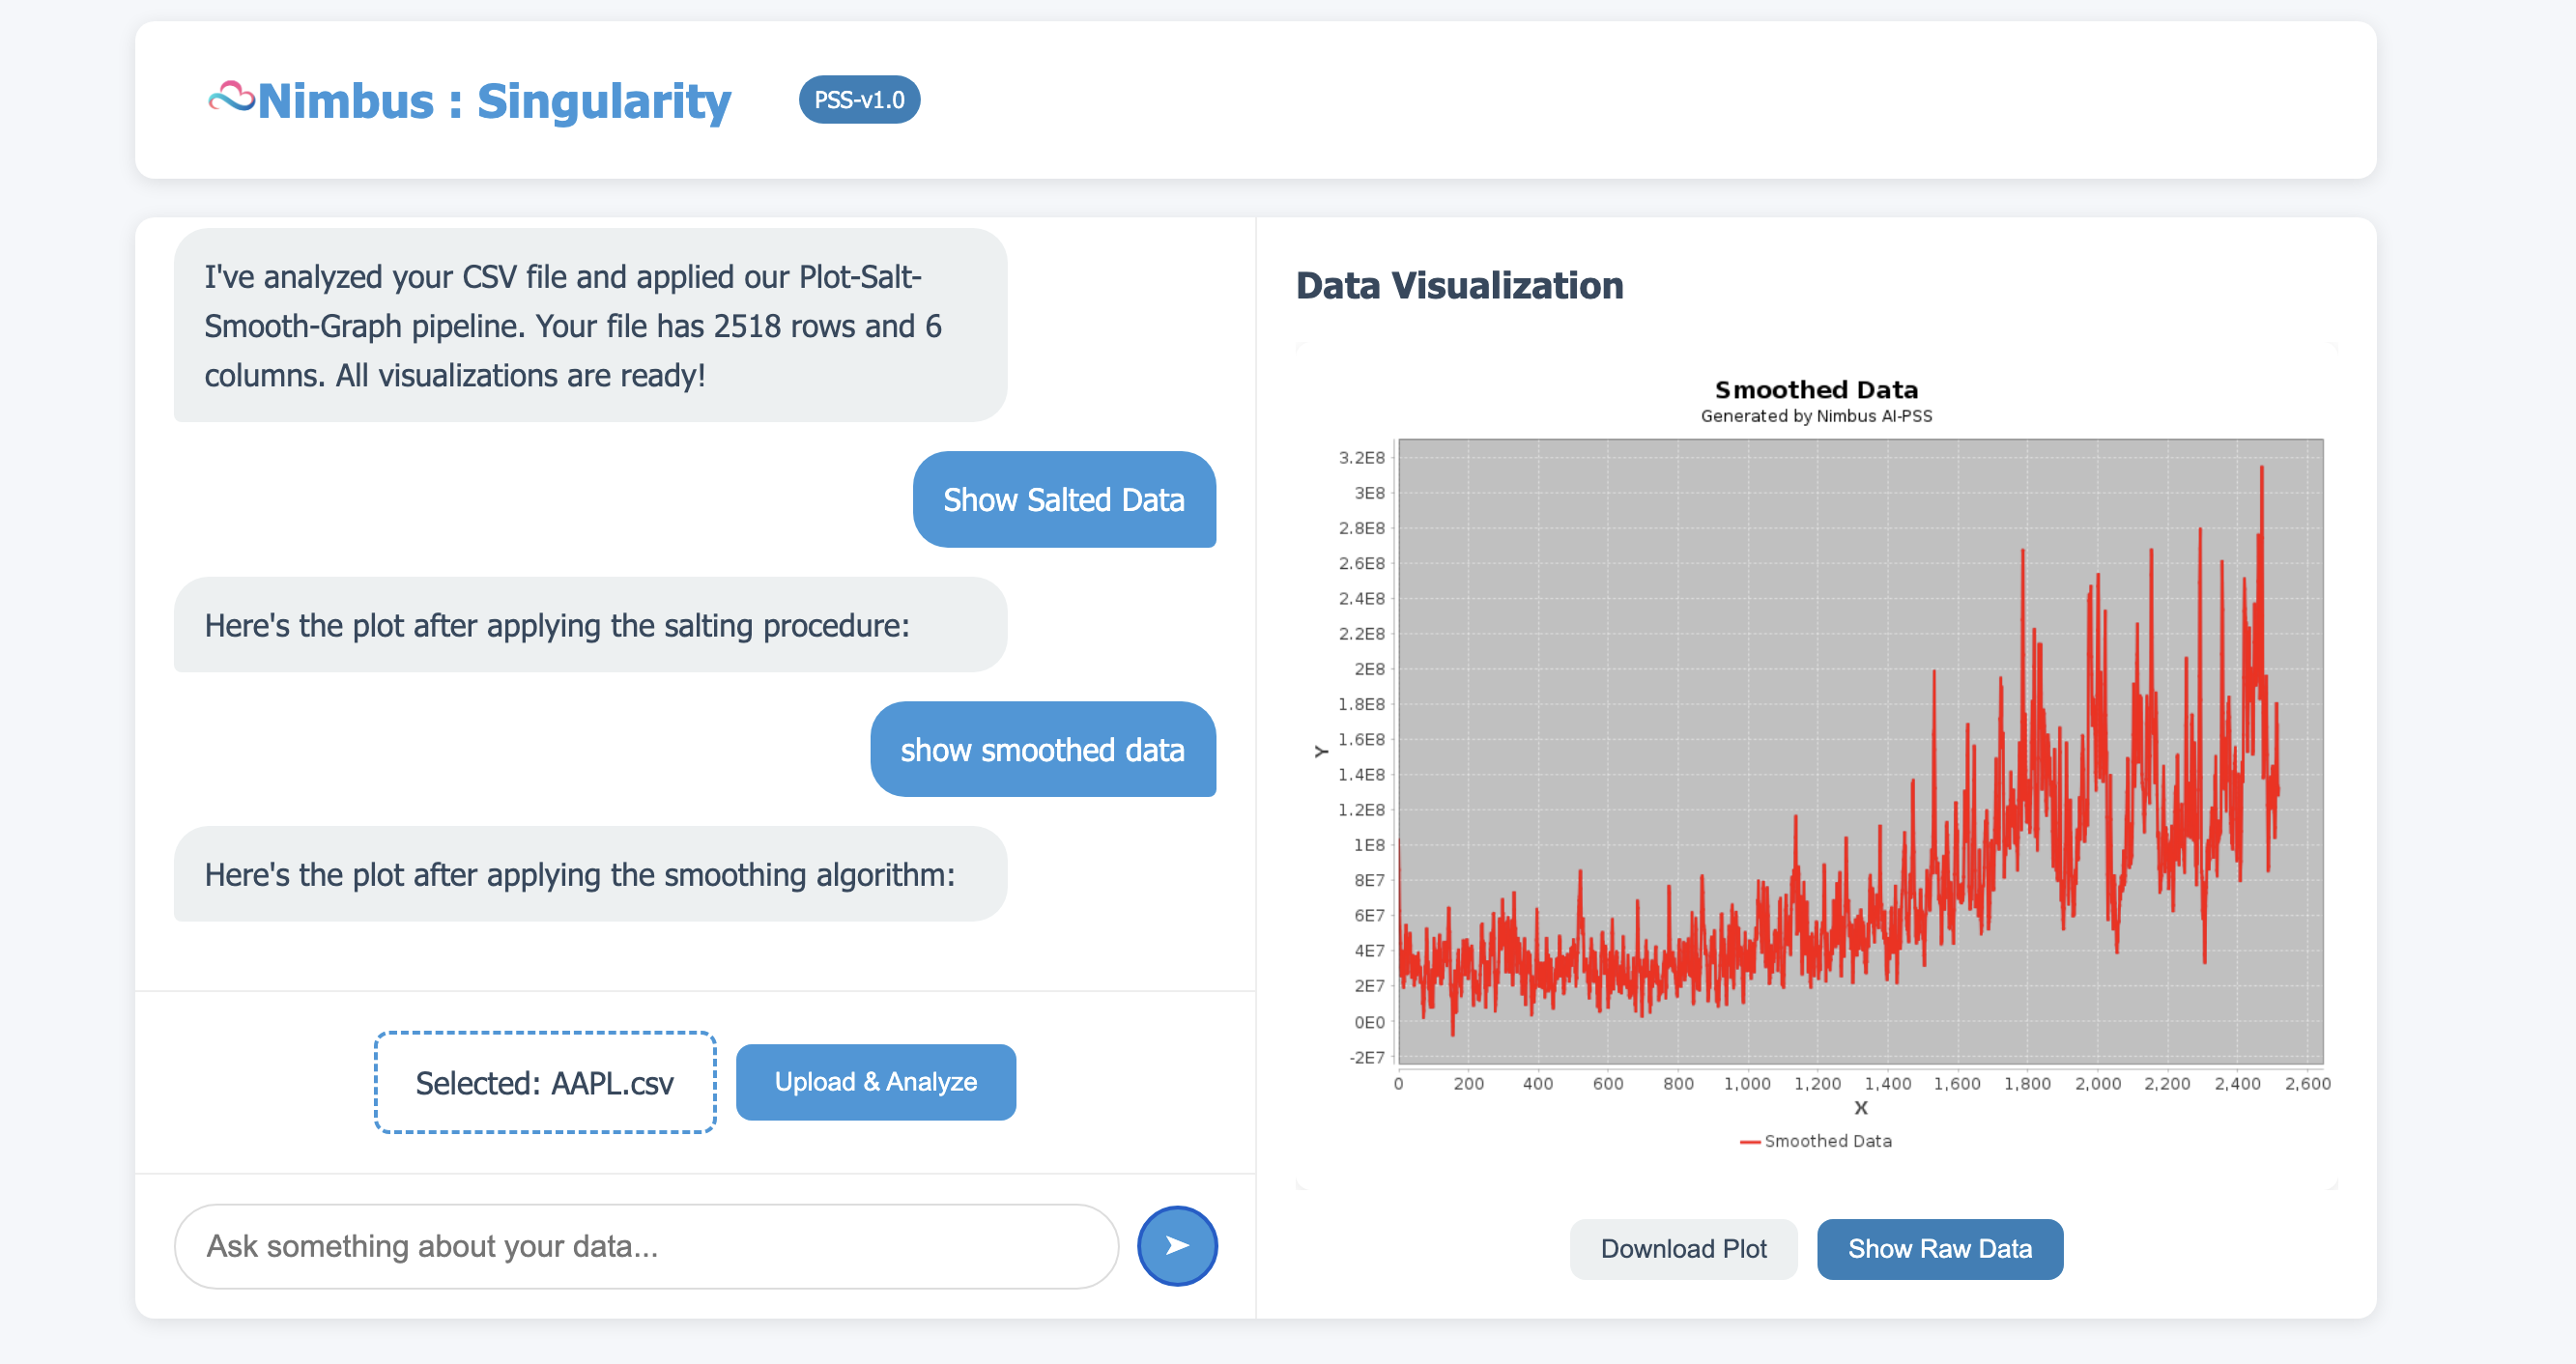 Nimbus : Singularity
PSS-v1.0
I've analyzed your CSV file and applied our Plot-Salt-
Smooth-Graph pipeline. Your file has 2518 rows and 6
columns. All visualizations are ready!
Show Salted Data
Here's the plot after applying the salting procedure:
show smoothed data
Here's the plot after applying the smoothing algorithm:
Selected: AAPL.csv
Upload & Analyze
Ask something about your data...
Data Visualization
Smoothed Data
Generated by Nimbus AI-PSS
3.2E8
3E8
2.8E8
2.6E8
2.4E8
2.2E8
2E8
1.8E8
1.6E8
1.4E8
1.2E8
1E8
8E7
6E7
4E7
2E7
0E0
-2E7
Y
0 200 400 600 800 1,000 1,200 1,400 1,600 1,800 2,000 2,200 2,400 2,600
X
Smoothed Data
Download Plot
Show Raw Data